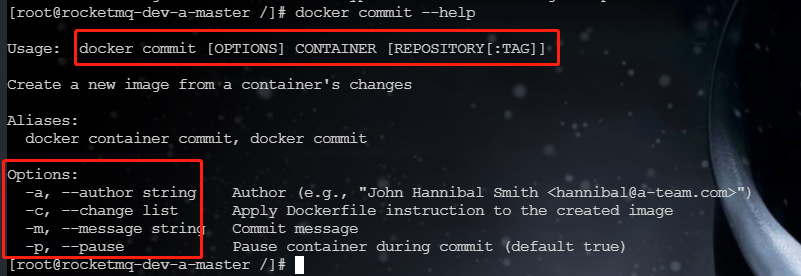 [root@rocketmq-dev-a-master /]# docker commit --help
Usage:  docker commit [OPTIONS] CONTAINER [REPOSITORY[:TAG]]
Create a new image from a container's changes
Aliases:
  docker container commit, docker commit
Options:
  -a, --author string    Author (e.g., "John Hannibal Smith <hannibal@a-team.com>")
  -c, --change list      Apply Dockerfile instruction to the created image
  -m, --message string   Commit message
  -p, --pause            Pause container during commit (default true)
[root@rocketmq-dev-a-master /]#